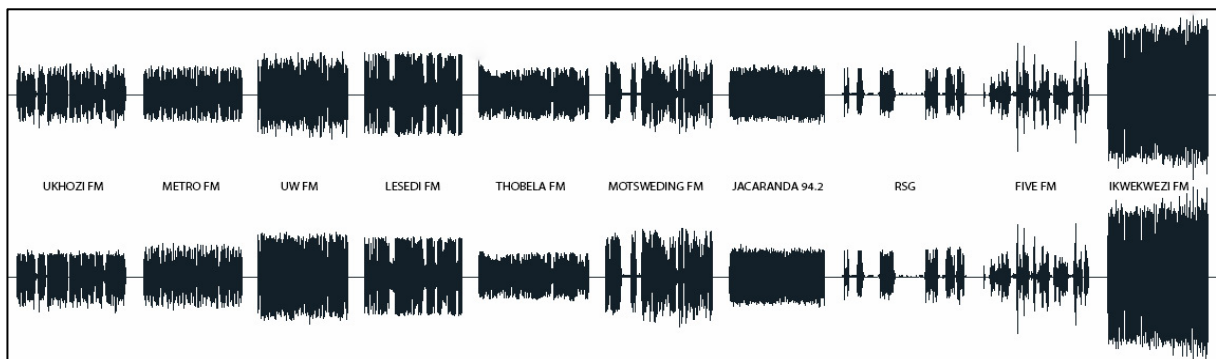 UKHOZI FM METRO FM UW FM LESEDI FM THOBELA FM MOTSWEDING FM JACARANDA 94.2 RSG FIVE FM IKWEKWEZI FM